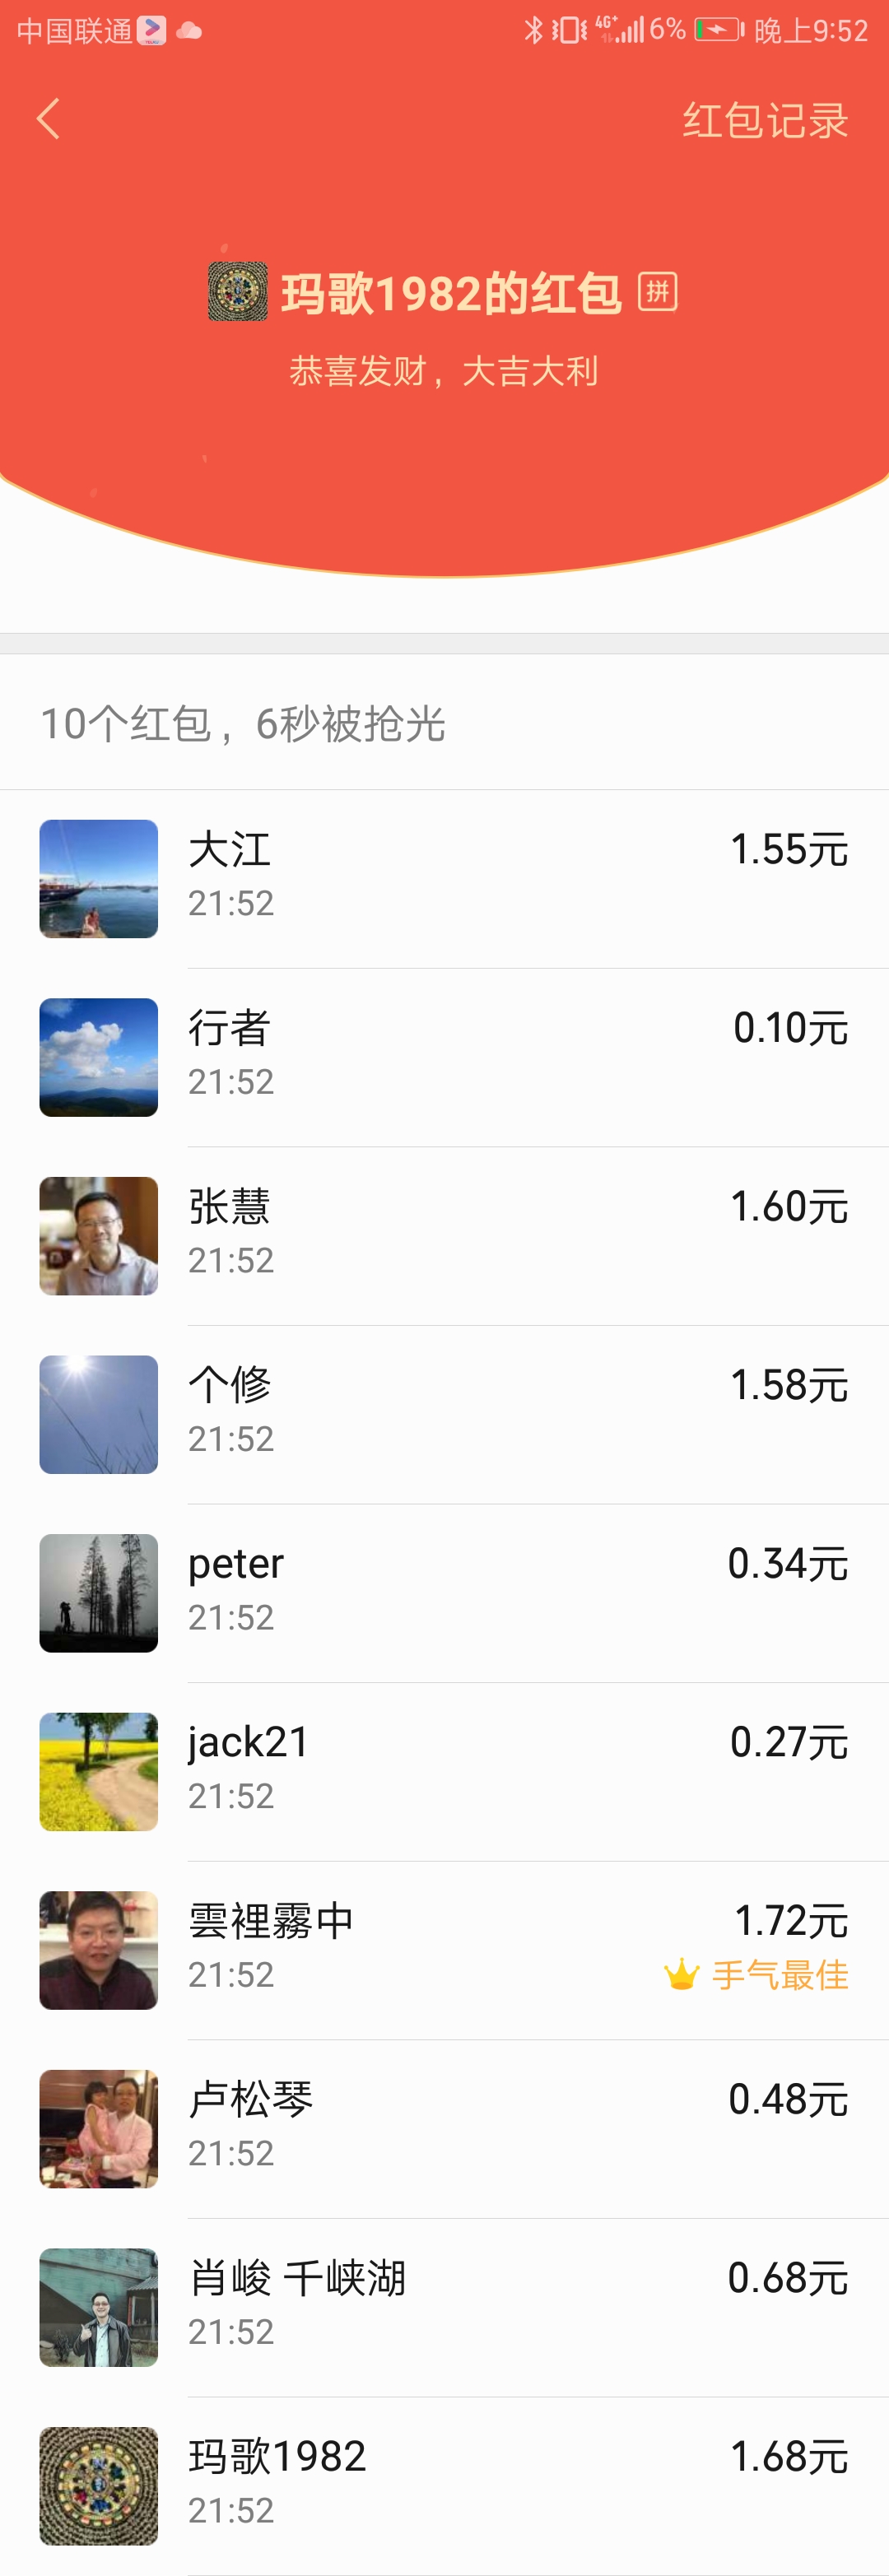 中国联通 4G+ 6% 晚上9:52
红包记录
玛歌1982的红包 拼
恭喜发财，大吉大利
10个红包，6秒被抢光
大江 1.55元
21:52
行者 0.10元
21:52
张慧 1.60元
21:52
个修 1.58元
21:52
peter 0.34元
21:52
jack21 0.27元
21:52
雲裡霧中 1.72元
21:52 手气最佳
卢松琴 0.48元
21:52
肖峻 千峡湖 0.68元
21:52
玛歌1982 1.68元
21:52